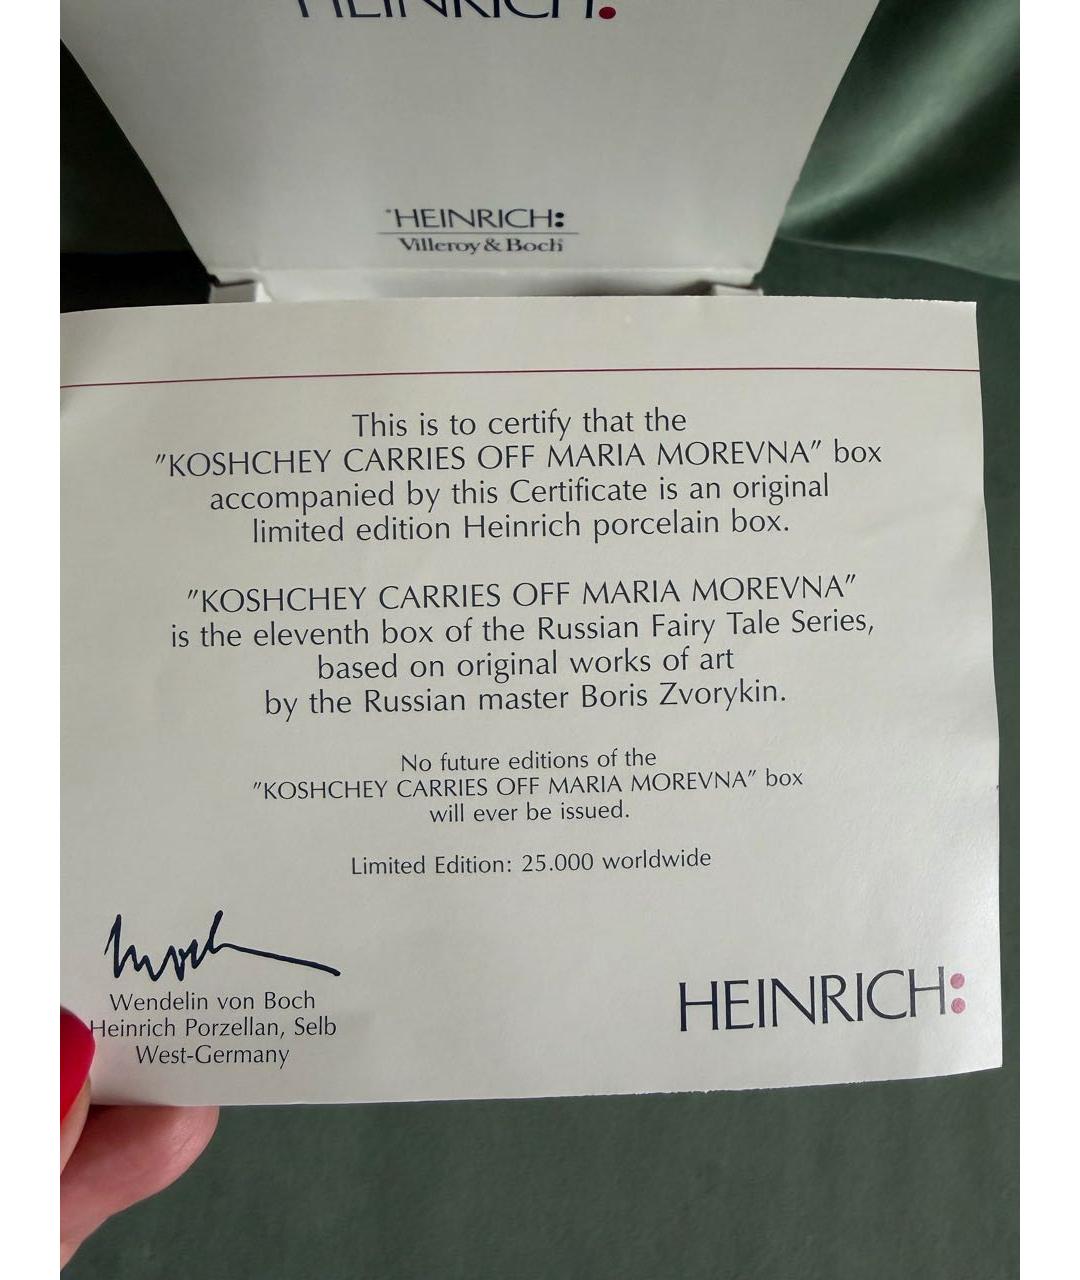 HEINRICH:
HEINRICH:
Villeroy & Boch
This is to certify that the
"KOSHCHEY CARRIES OFF MARIA MOREVNA" box
accompanied by this Certificate is an original
limited edition Heinrich porcelain box.
"KOSHCHEY CARRIES OFF MARIA MOREVNA"
is the eleventh box of the Russian Fairy Tale Series,
based on original works of art
by the Russian master Boris Zvorykin.
No future editions of the
"KOSHCHEY CARRIES OFF MARIA MOREVNA" box
will ever be issued.
Limited Edition: 25.000 worldwide
Wendelin von Boch
Heinrich Porzellan, Selb
West-Germany
HEINRICH: